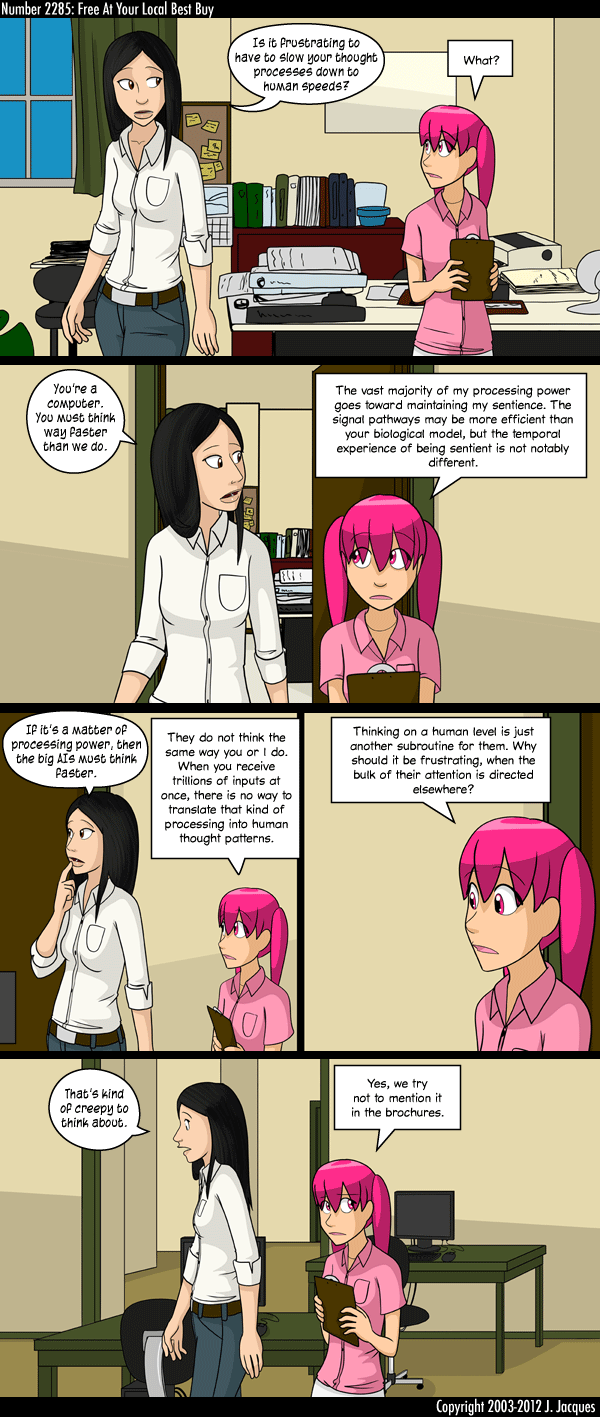 Number 2285: Free At Your Local Best Buy
Is it frustrating to
have to slow your thought
processes down to
human speeds?
What?
You're a
computer.
You must think
way faster
than we do.
The vast majority of my processing power
goes toward maintaining my sentience. The
signal pathways may be more efficient than
your biological model, but the temporal
experience of being sentient is not notably
different.
If it's a matter of
processing power, then
the big AIs must think
faster.
They do not think the
same way you or I do.
When you receive
trillions of inputs at
once, there is no way to
translate that kind of
processing into human
thought patterns.
Thinking on a human level is just
another subroutine for them. Why
should it be frustrating, when the
bulk of their attention is directed
elsewhere?
That's kind
of creepy to
think about.
Yes, we try
not to mention it
in the brochures.
Copyright 2003-2012 J. Jacques